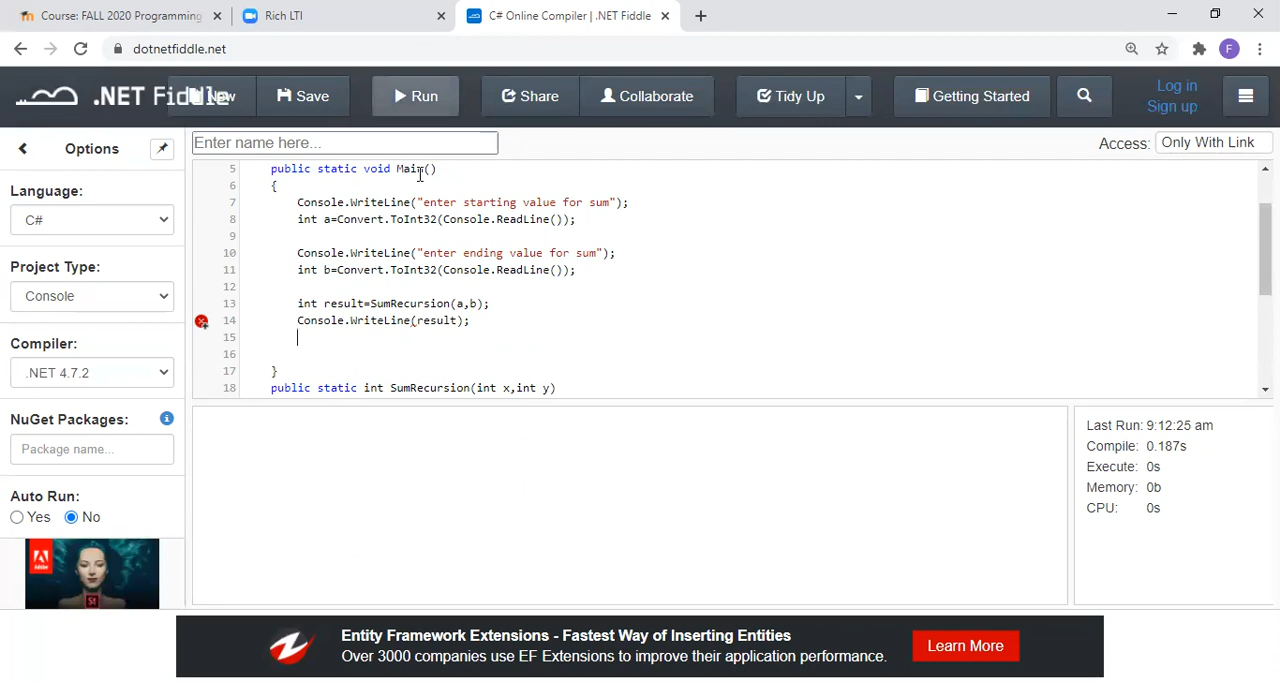 Course: FALL 2020 Programming
Rich LTI
C# Online Compiler | .NET Fiddle
dotnetfiddle.net
F
.NET Fiddle
New
Save
Run
Share
Collaborate
Tidy Up
Getting Started
Log in
Sign up
Options
Enter name here...
Access:
Only With Link
Language:
C#
Project Type:
Console
Compiler:
.NET 4.7.2
NuGet Packages:
Package name...
Auto Run:
Yes
No
5 public static void Main()
6 {
7 Console.WriteLine("enter starting value for sum");
8 int a=Convert.ToInt32(Console.ReadLine());
9
10 Console.WriteLine("enter ending value for sum");
11 int b=Convert.ToInt32(Console.ReadLine());
12
13 int result=SumRecursion(a,b);
14 Console.WriteLine(result);
15
16
17 }
18 public static int SumRecursion(int x,int y)
Last Run: 9:12:25 am
Compile: 0.187s
Execute: 0s
Memory: 0b
CPU: 0s
St
Entity Framework Extensions - Fastest Way of Inserting Entities
Over 3000 companies use EF Extensions to improve their application performance.
Learn More